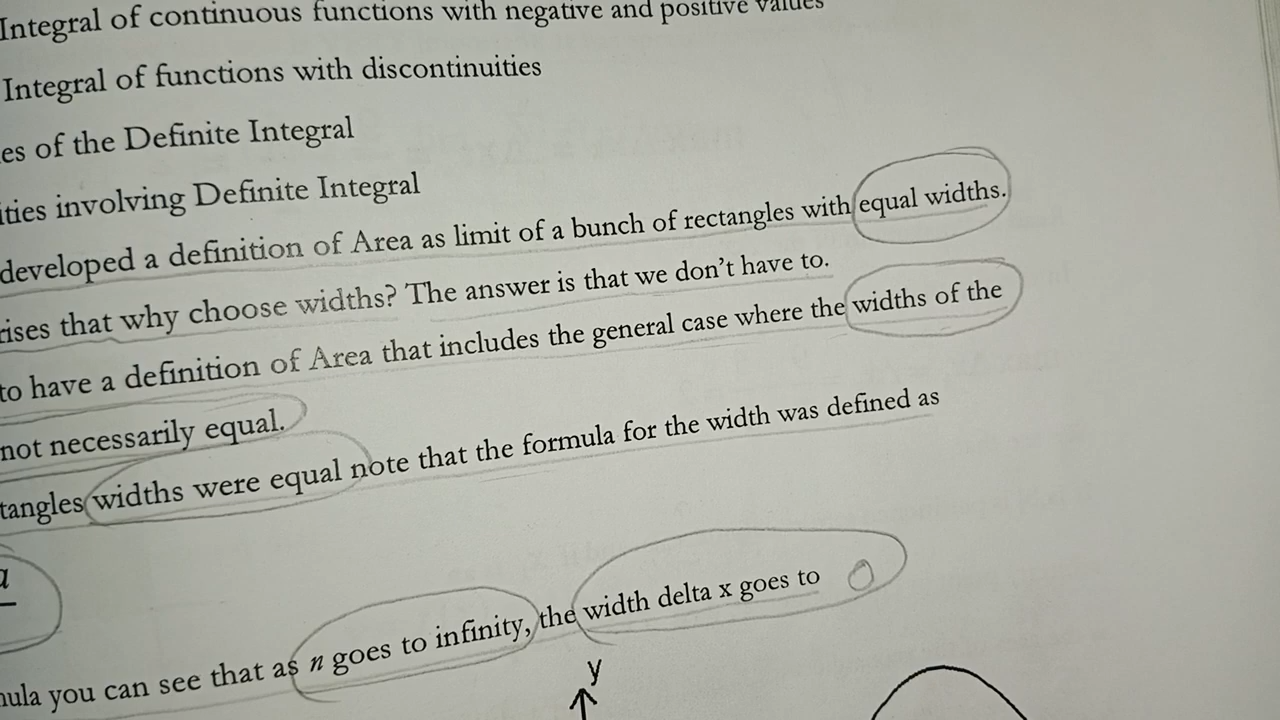 Integral of continuous functions with negative and positive values
Integral of functions with discontinuities
es of the Definite Integral
ities involving Definite Integral
developed a definition of Area as limit of a bunch of rectangles with equal widths.
rises that why choose widths? The answer is that we don't have to.
to have a definition of Area that includes the general case where the widths of the
not necessarily equal.
tangles widths were equal note that the formula for the width was defined as
a
mula you can see that as n goes to infinity, the width delta x goes to 0
y